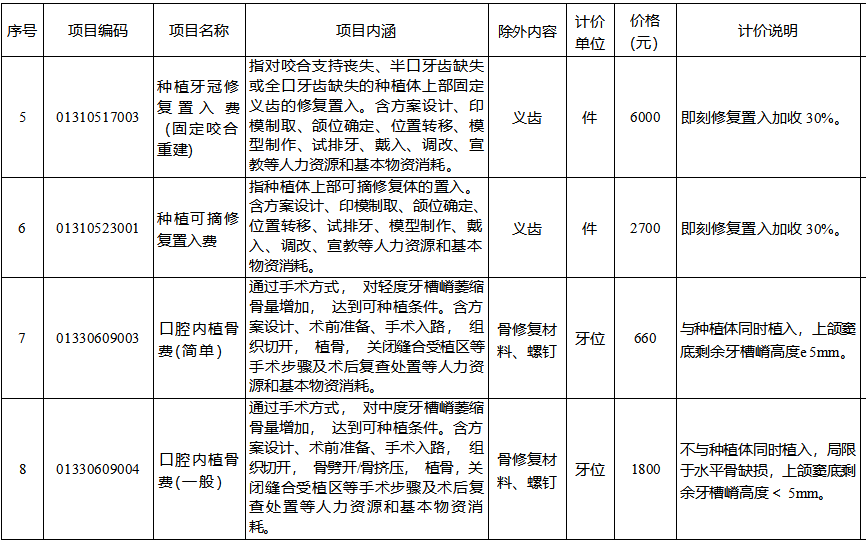 序号
项目编码
项目名称
项目内涵
除外内容
计价
单位
价格
(元)
计价说明
5
01310517003
种植牙冠修
复置入费
(固定咬合
重建)
指对咬合支持丧失、半口牙齿缺失
或全口牙齿缺失的种植体上部固定
义齿的修复置入。含方案设计、印
模制取、颌位确定、位置转移、模
型制作、试排牙、戴入、调改、宣
教等人力资源和基本物资消耗。
义齿
件
6000
即刻修复置入加收 30%。
6
01310523001
种植可摘修
复置入费
指种植体上部可摘修复体的置入。
含方案设计、印模制取、颌位确定、
位置转移、试排牙、模型制作、戴
入、调改、宣教等人力资源和基本
物资消耗。
义齿
件
2700
即刻修复置入加收 30%。
7
01330609003
口腔内植骨
费(简单)
通过手术方式， 对轻度牙槽嵴萎缩
骨量增加， 达到可种植条件。含方
案设计、术前准备、手术入路， 组
织切开， 植骨， 关闭缝合受植区等
手术步骤及术后复查处置等人力资
源和基本物资消耗。
骨修复材
料、螺钉
牙位
660
与种植体同时植入，上颌窦
底剩余牙槽嵴高度e 5mm。
8
01330609004
口腔内植骨
费(一般)
通过手术方式， 对中度牙槽嵴萎缩
骨量增加， 达到可种植条件。含方
案设计、术前准备、手术入路， 组
织切开， 骨劈开/骨挤压， 植骨，关
闭缝合受植区等手术步骤及术后复
查处置等人力资源和基本物资消
耗。
骨修复材
料、螺钉
牙位
1800
不与种植体同时植入，局限
于水平骨缺损，上颌窦底剩
余牙槽嵴高度＜ 5mm。